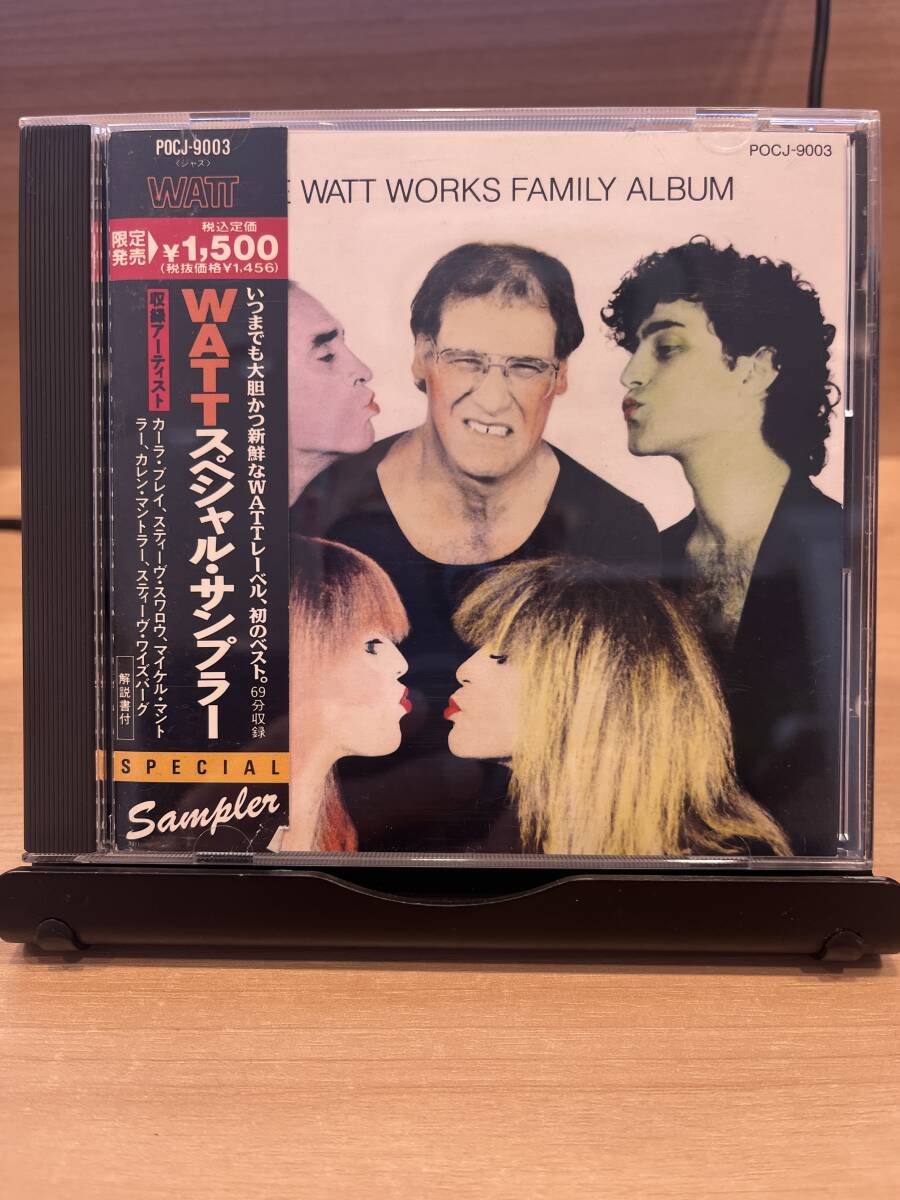 POCJ-9003
〈ジャズ〉
WATT
限定
発売
税込定価
¥1,500
(税抜価格¥1,456)
いつまでも大胆かつ新鮮なWATTレーベル、初のベスト。69分収録
WATTスペシャル・サンプラー
収録アーティスト
カーラ・ブレイ、スティーヴ・スワロウ、マイケル・マント
ラー、カレン・マントラー、スティーヴ・ワイズバーグ
解説書付
SPECIAL
Sampler
POCJ-9003
E WATT WORKS FAMILY ALBUM